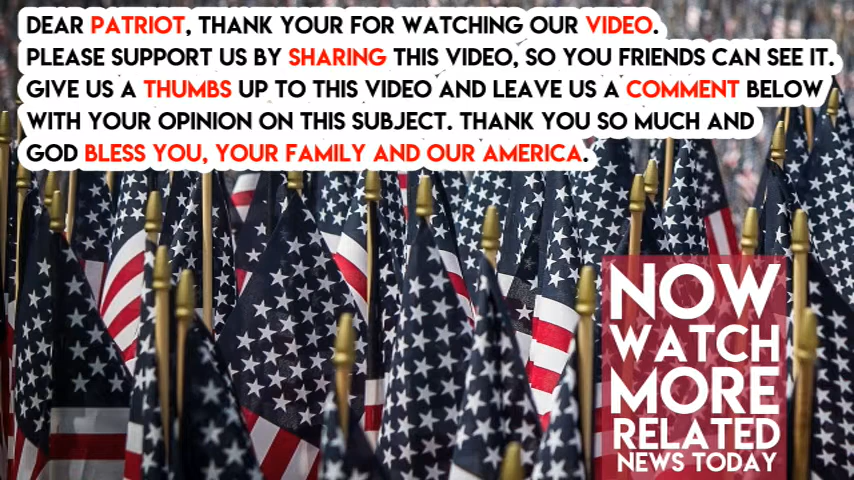 DEAR PATRIOT, THANK YOUR FOR WATCHING OUR VIDEO.
PLEASE SUPPORT US BY SHARING THIS VIDEO, SO YOU FRIENDS CAN SEE IT.
GIVE US A THUMBS UP TO THIS VIDEO AND LEAVE US A COMMENT BELOW
WITH YOUR OPINION ON THIS SUBJECT. THANK YOU SO MUCH AND
GOD BLESS YOU, YOUR FAMILY AND OUR AMERICA.
NOW
WATCH
MORE
RELATED
NEWS TODAY